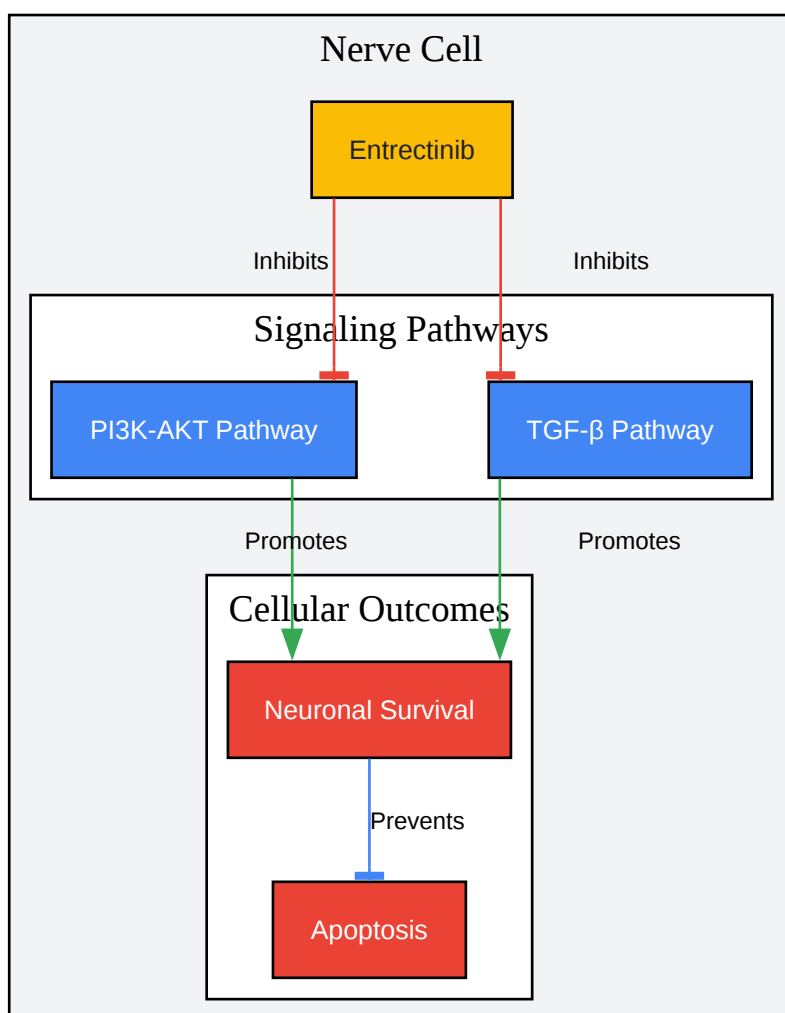 Nerve Cell
Entrectinib
Inhibits
Inhibits
Signaling Pathways
PI3K-AKT Pathway
TGF-β Pathway
Promotes
Promotes
Cellular Outcomes
Neuronal Survival
Prevents
Apoptosis